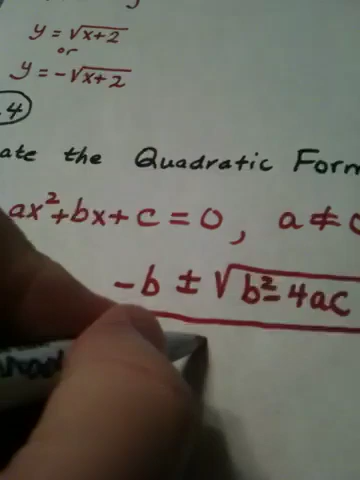 y = √x+2
or
y = -√x+2
.4
ate the Quadratic Form
ax²+bx+c = 0, a ≠
-b ± √b²-4ac